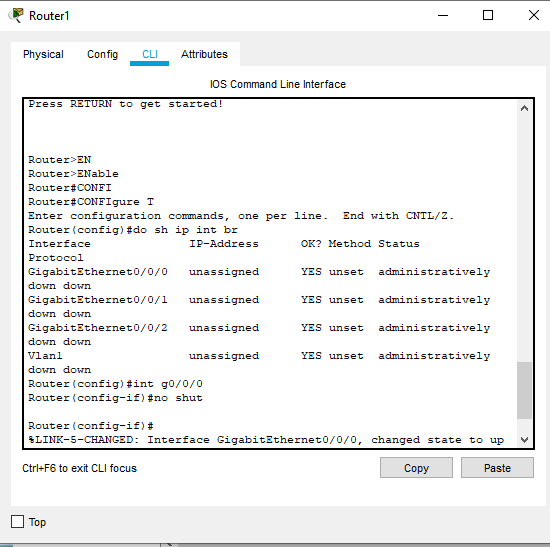 Router1
Physical Config CLI Attributes
IOS Command Line Interface
Press RETURN to get started!
Router>EN
Router>ENable
Router#CONFI
Router#CONFIgure T
Enter configuration commands, one per line.  End with CNTL/Z.
Router(config)#do sh ip int br
Interface              IP-Address      OK? Method Status
Protocol
GigabitEthernet0/0/0   unassigned      YES unset  administratively
down down
GigabitEthernet0/0/1   unassigned      YES unset  administratively
down down
GigabitEthernet0/0/2   unassigned      YES unset  administratively
down down
Vlan1                  unassigned      YES unset  administratively
down down
Router(config)#int g0/0/0
Router(config-if)#no shut
Router(config-if)#
%LINK-5-CHANGED: Interface GigabitEthernet0/0/0, changed state to up
Ctrl+F6 to exit CLI focus Copy Paste
Top